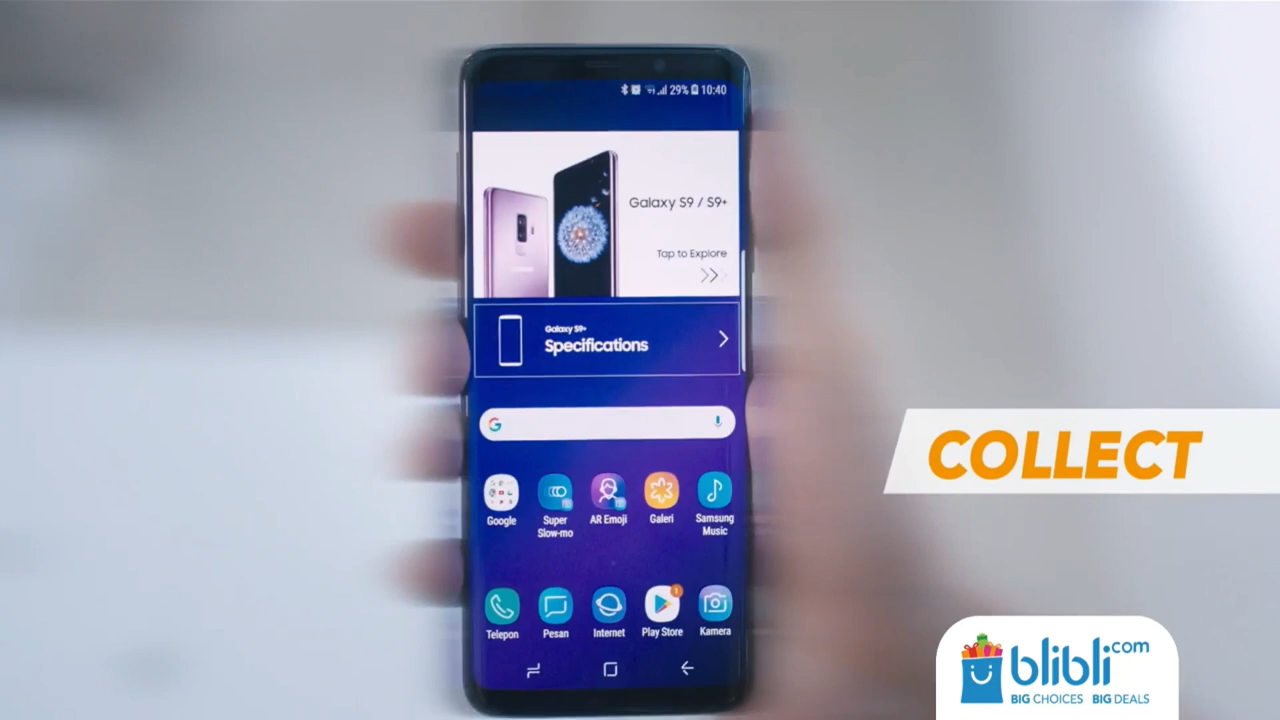 29% 10:40
Galaxy S9 / S9+
Tap to Explore
Galaxy S9+
Specifications
Google
Super Slow-mo
AR Emoji
Galeri
Samsung Music
Telepon
Pesan
Internet
Play Store
Kamera
COLLECT
blibli.com
BIG CHOICES BIG DEALS